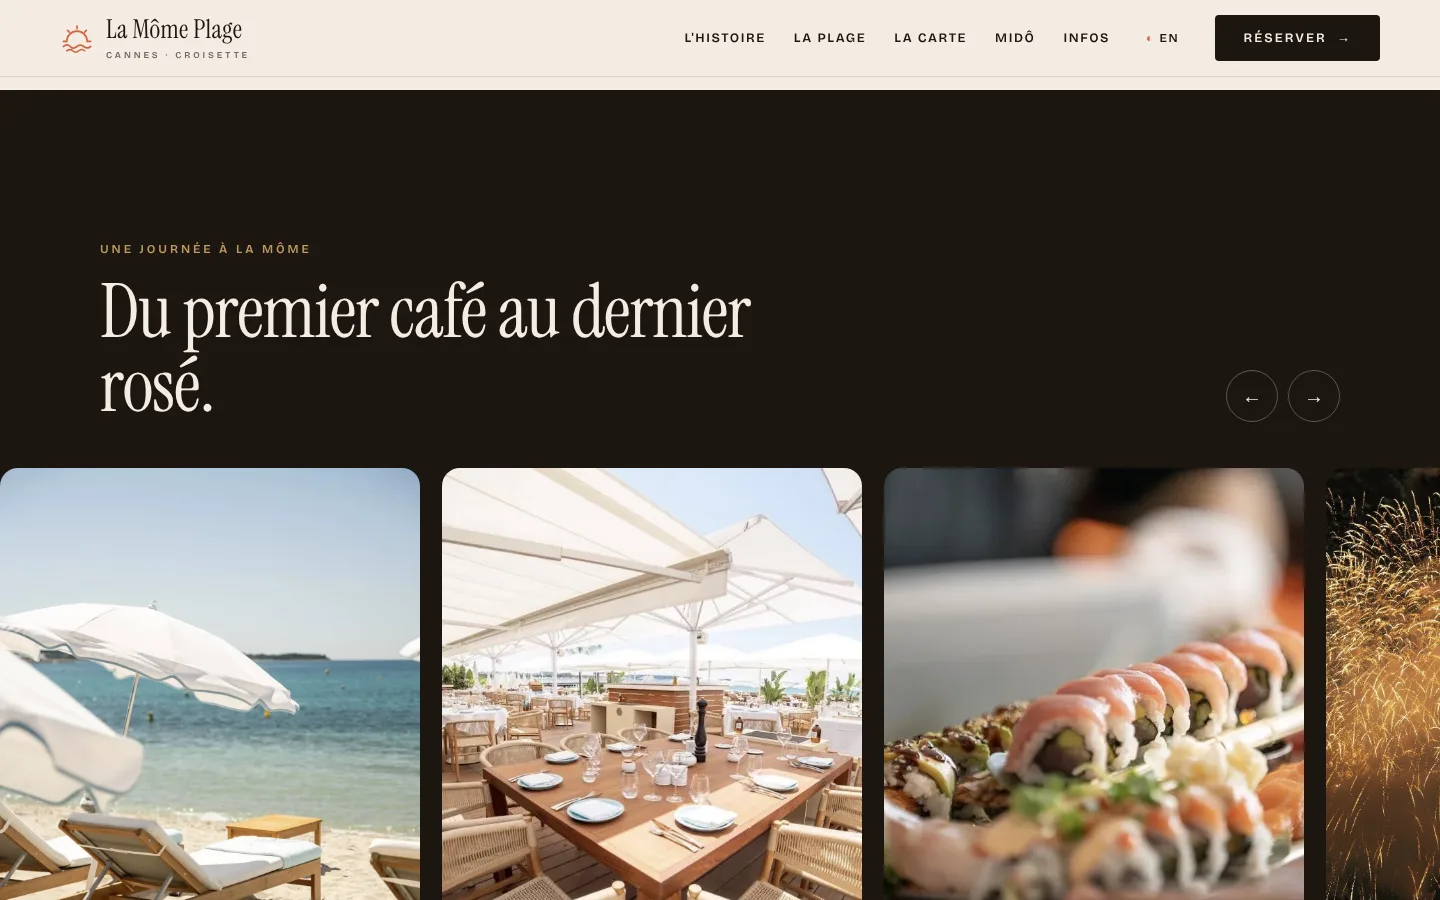 La Môme Plage
CANNES · CROISETTE
L'HISTOIRE
LA PLAGE
LA CARTE
MIDÔ
INFOS
EN
RÉSERVER →
UNE JOURNÉE À LA MÔME
Du premier café au dernier
rosé.
← →